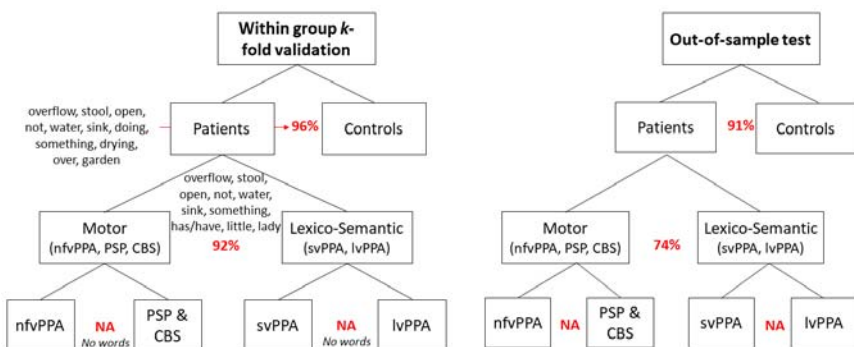 Within group k-
fold validation
overflow, stool, open,
not, water, sink, doing,
something, drying,
over, garden
Patients
96%
Controls
overflow, stool,
open, not, water,
sink, something,
has/have, little, lady
92%
Motor
(nfvPPA, PSP, CBS)
Lexico-Semantic
(svPPA, lvPPA)
nfvPPA
NA
No words
PSP &
CBS
svPPA
NA
No words
lvPPA
Out-of-sample test
Patients
91%
Controls
Motor
(nfvPPA, PSP, CBS)
74%
Lexico-Semantic
(svPPA, lvPPA)
nfvPPA
NA
PSP &
CBS
svPPA
NA
lvPPA